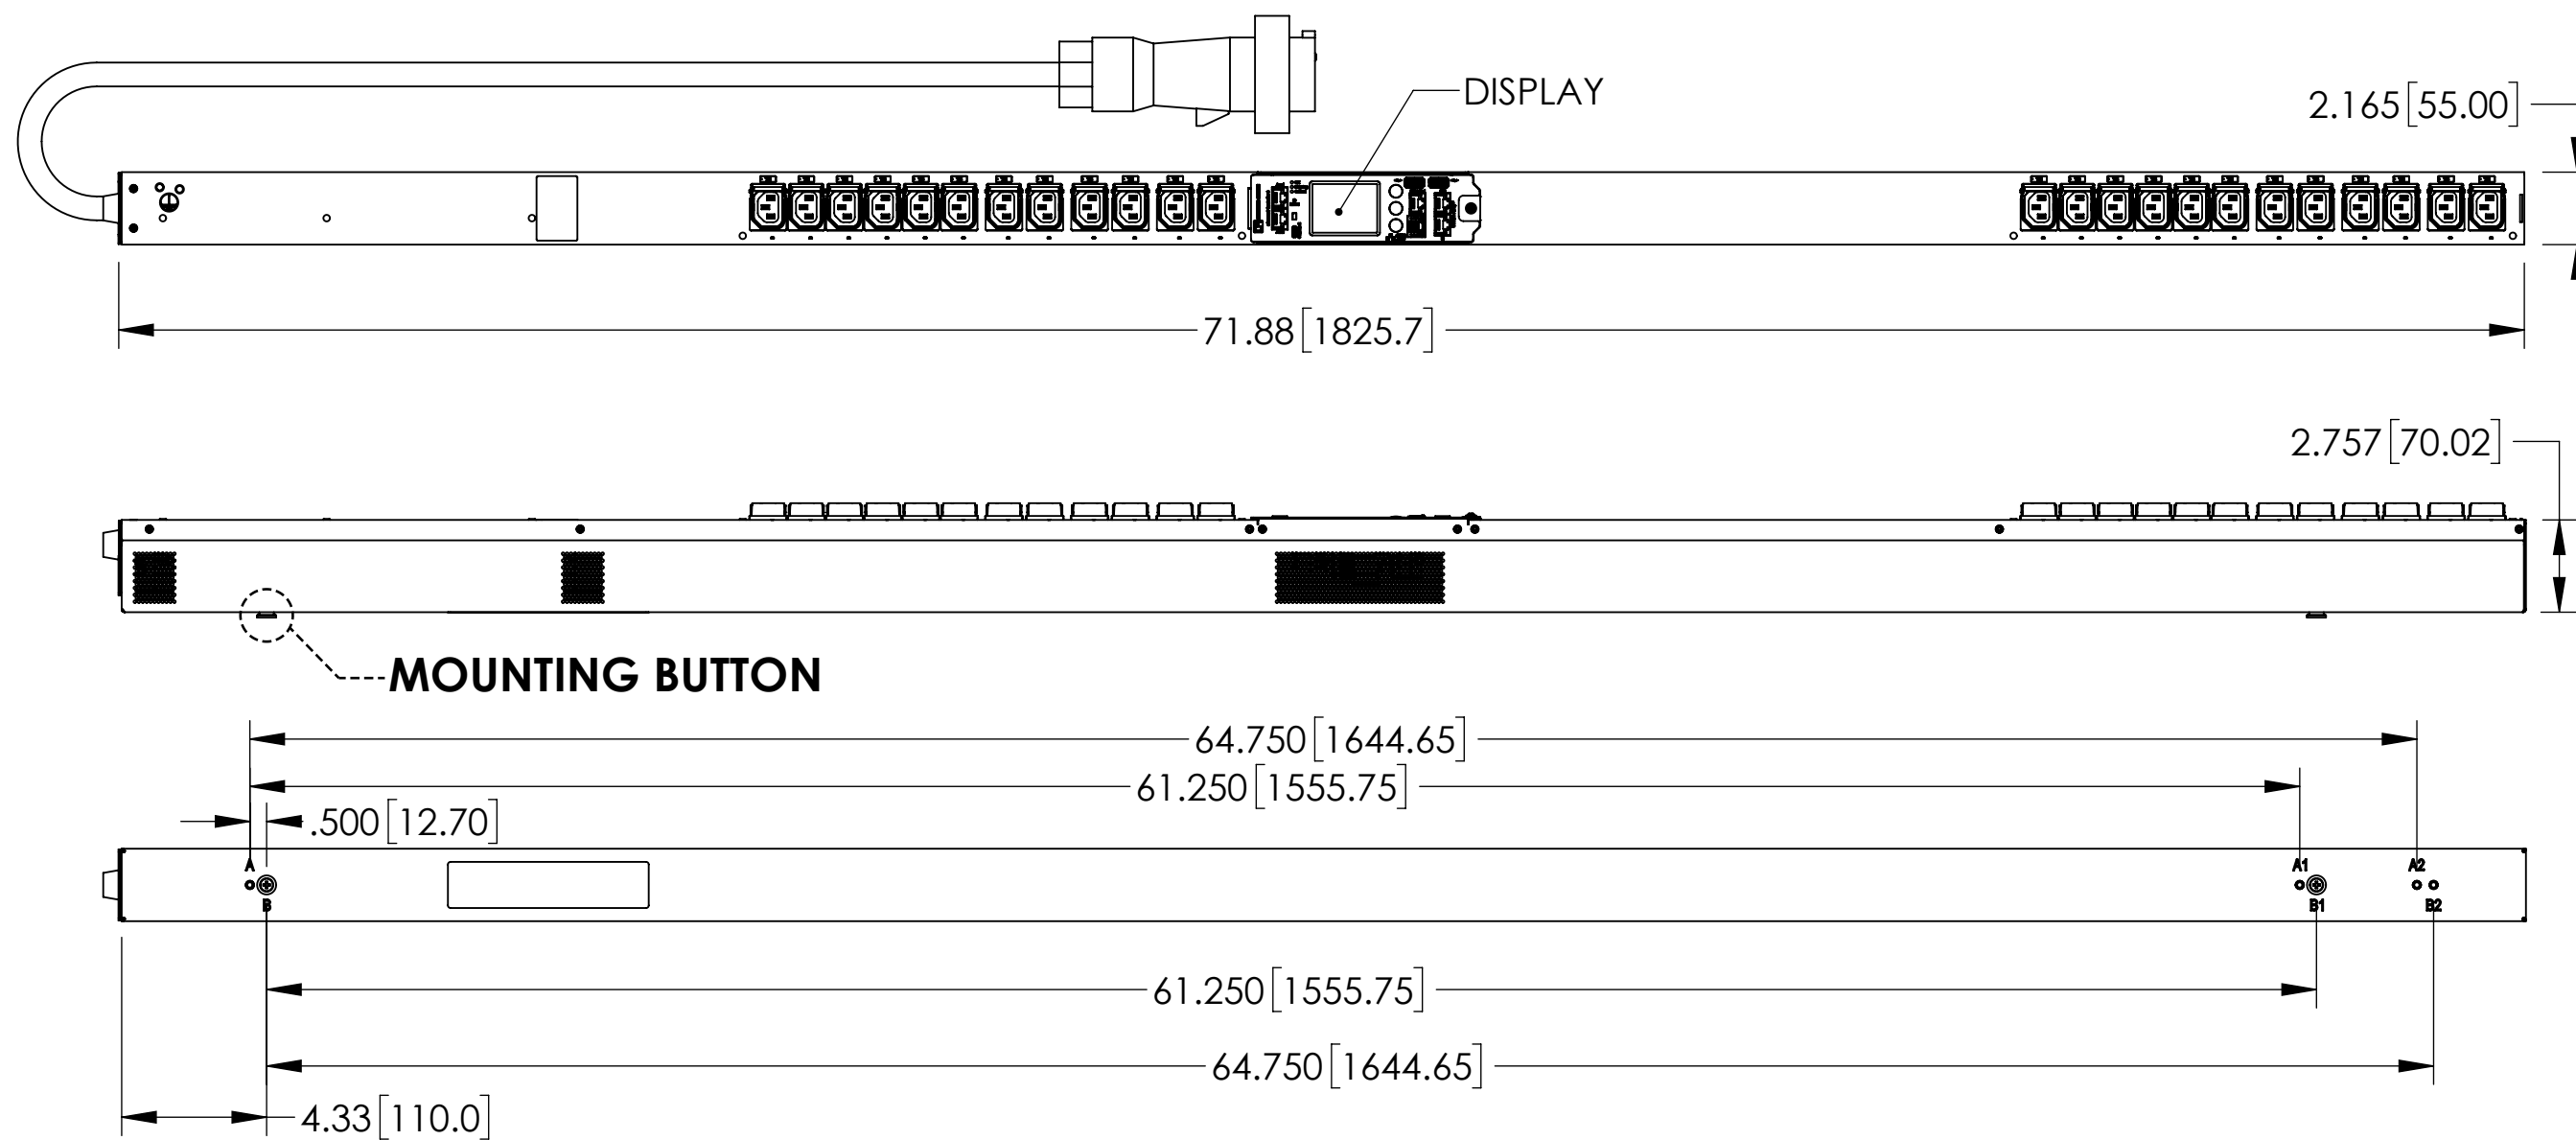 DISPLAY
2.165[55.00]
71.88[1825.7]
2.757[70.02]
MOUNTING BUTTON
64.750[1644.65]
61.250[1555.75]
.500[12.70]
A
A1
A2
B
B1
B2
61.250[1555.75]
64.750[1644.65]
4.33[110.0]